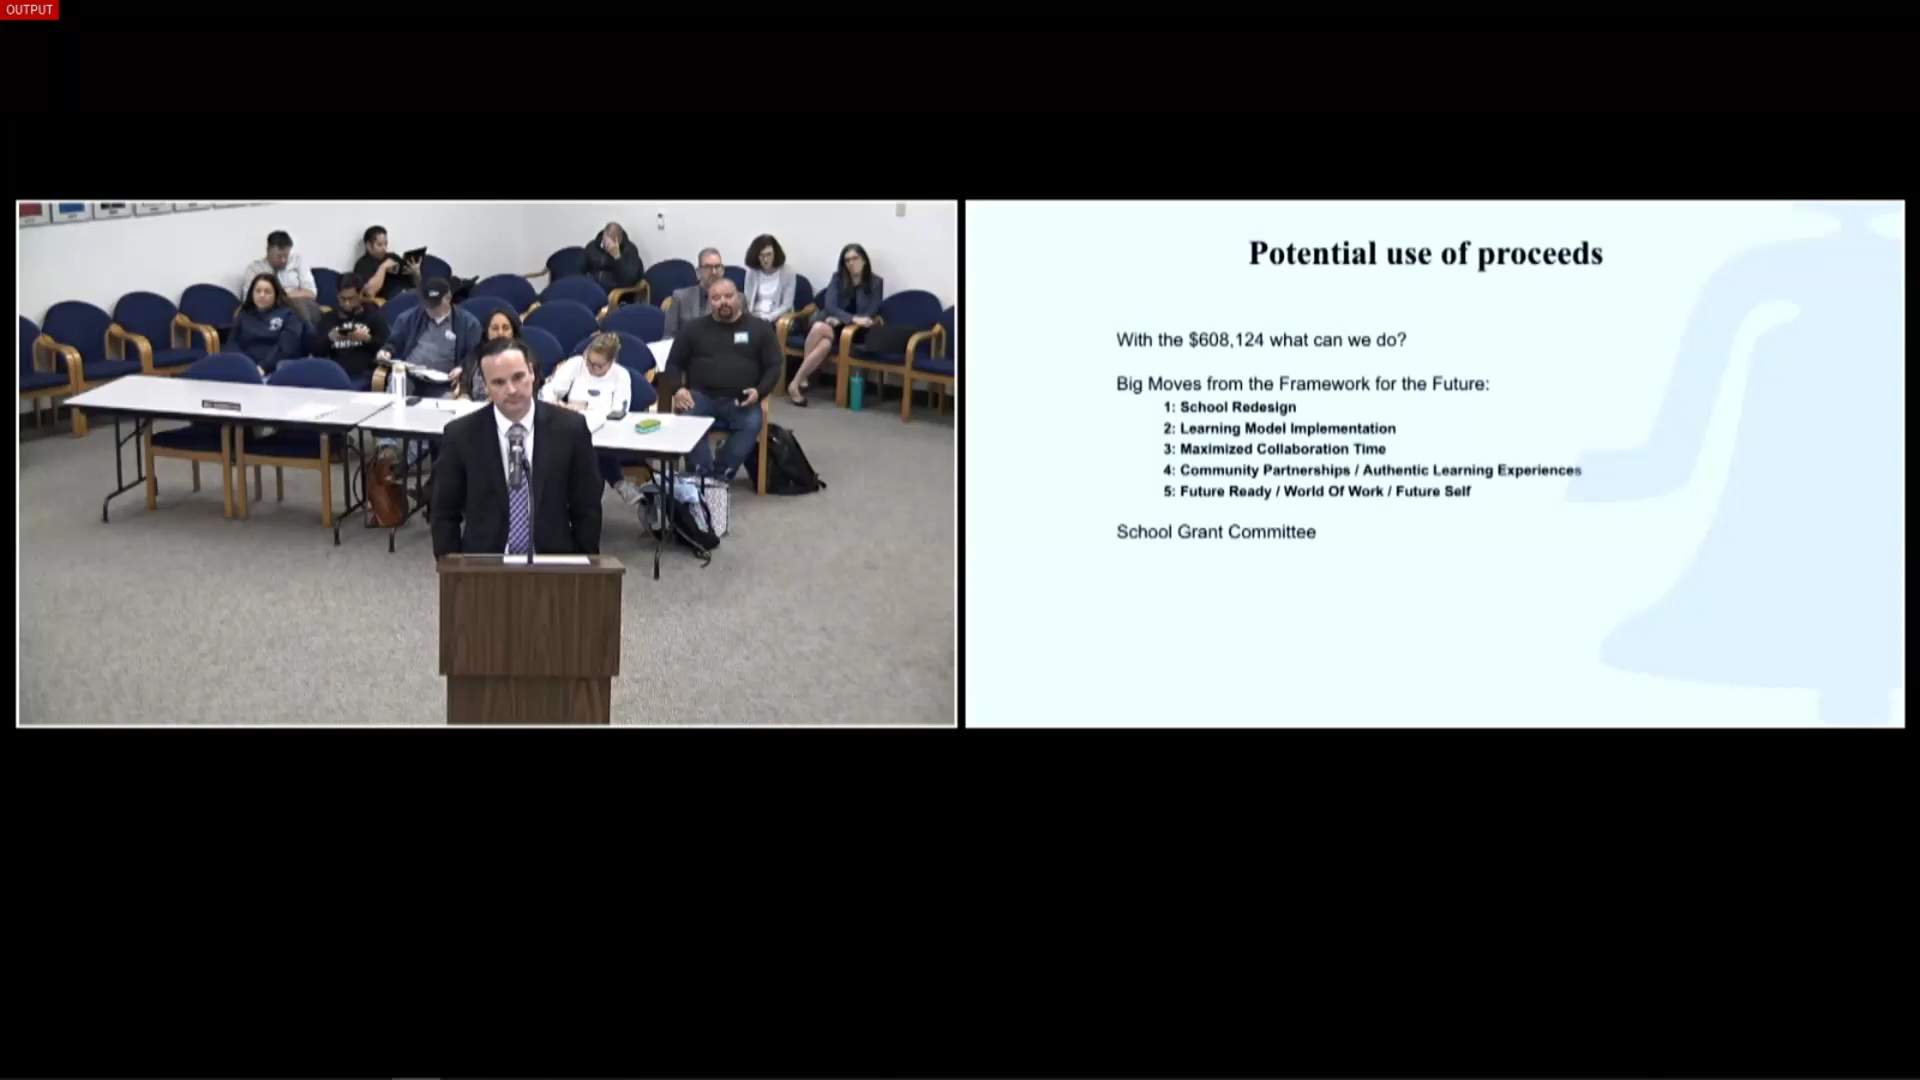 OUTPUT
Potential use of proceeds
With the $608,124 what can we do?
Big Moves from the Framework for the Future:
1: School Redesign
2: Learning Model Implementation
3: Maximized Collaboration Time
4: Community Partnerships / Authentic Learning Experiences
5: Future Ready / World Of Work / Future Self
School Grant Committee